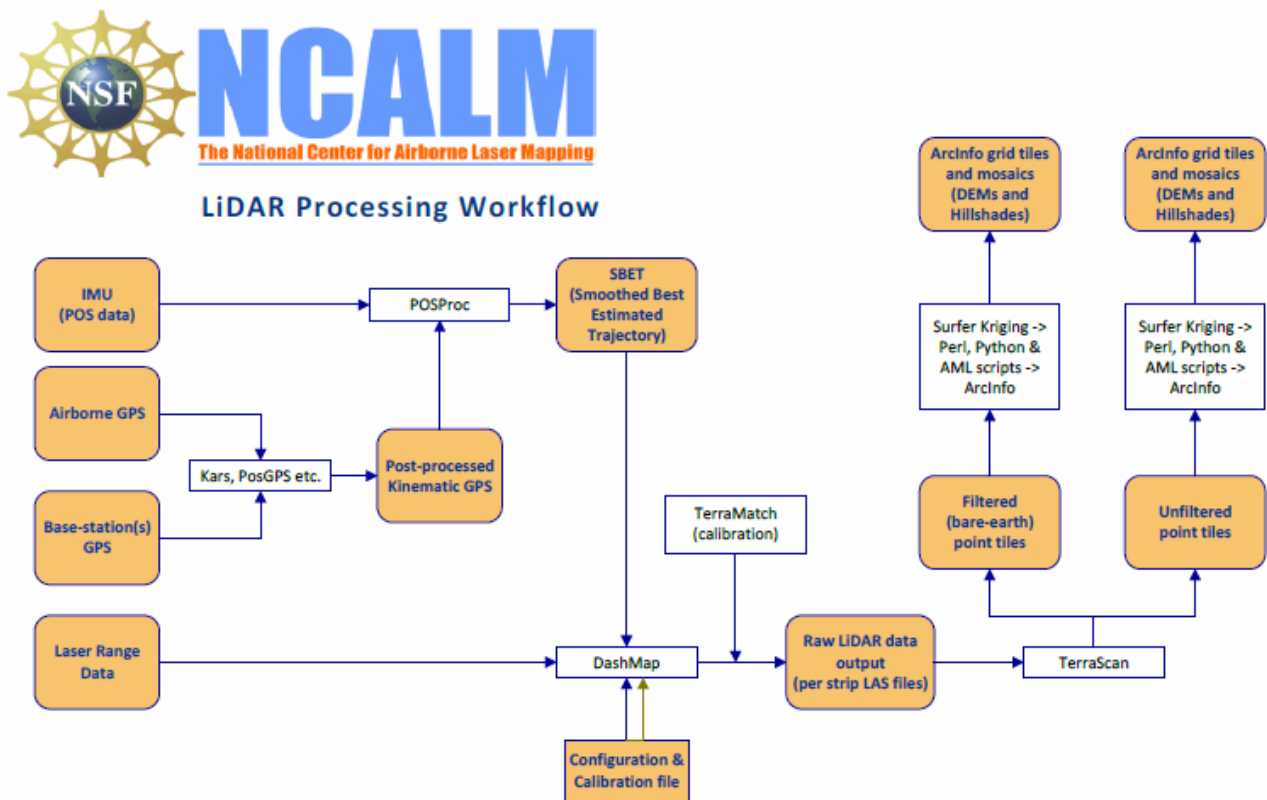 NSF
NCALM
The National Center for Airborne Laser Mapping
LiDAR Processing Workflow
IMU
(POS data)
POSProc
SBET
(Smoothed Best
Estimated
Trajectory)
Airborne GPS
Kars, PosGPS etc.
Post-processed
Kinematic GPS
Base-station(s)
GPS
Laser Range
Data
DashMap
Configuration &
Calibration file
TerraMatch
(calibration)
Raw LiDAR data
output
(per strip LAS files)
TerraScan
Filtered
(bare-earth)
point tiles
Unfiltered
point tiles
Surfer Kriging ->
Perl, Python &
AML scripts ->
ArcInfo
Surfer Kriging ->
Perl, Python &
AML scripts ->
ArcInfo
ArcInfo grid tiles
and mosaics
(DEMs and
Hillshades)
ArcInfo grid tiles
and mosaics
(DEMs and
Hillshades)